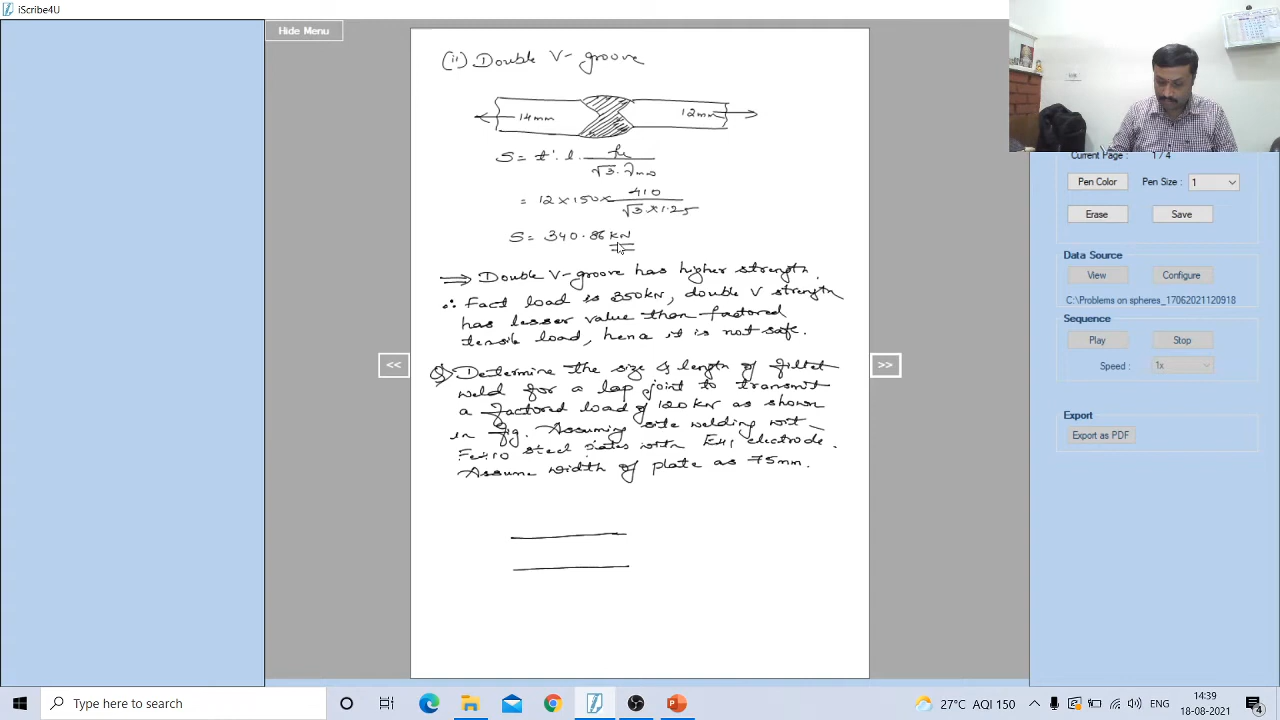 iScribe4U
Hide Menu
(ii) Double V-groove
14mm
12mm
S = t'. l. fu
√3. γmw
= 12 × 150 × 410
√3 × 1.25
S = 340.86 kN
⇒ Double V-groove has higher strength.
∴ Fact load is 350kN, double V strength
has lesser value than factored
tensile load, hence it is not safe.
Q) Determine the size & length of fillet
weld for a lap joint to transmit
a factored load of 120 kN as shown
in fig. Assuming site welding with
Fe410 steel plates with E41 electrode.
Assume width of plate as 75mm.
<<
>>
Current Page : 1 / 4
Pen Color Pen Size : 1
Erase Save
Data Source
View Configure
C:\Problems on spheres_17062021120918
Sequence
Play Stop
Speed : 1x
Export
Export as PDF
Type here to search
27°C AQI 150
ENG
14:39
18-08-2021
4